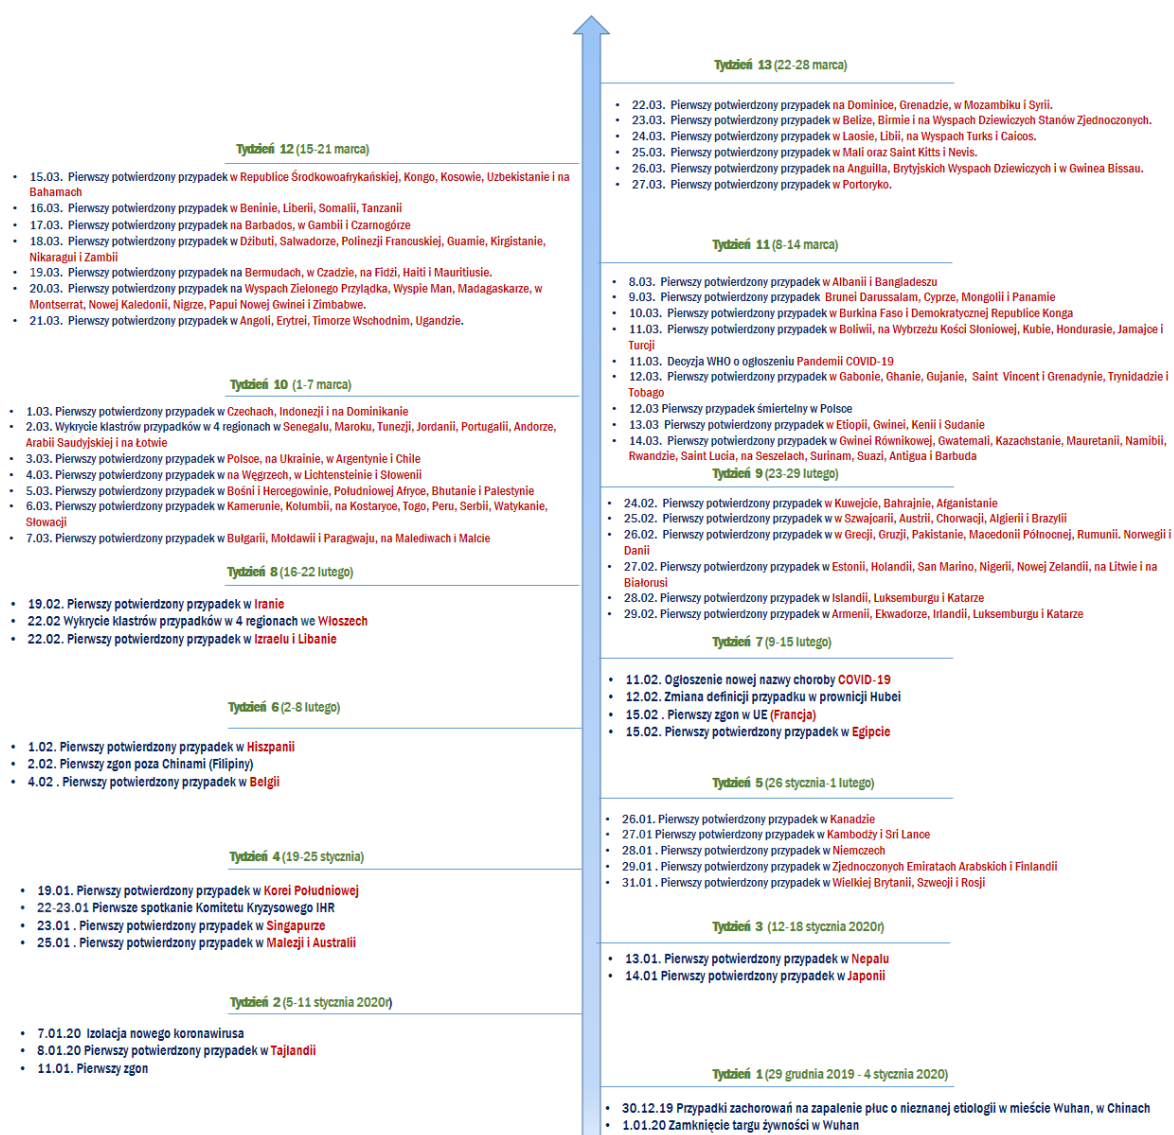 Tydzień 13 (22-28 marca)
• 22.03. Pierwszy potwierdzony przypadek na Dominice, Grenadzie, w Mozambiku i Syrii.
• 23.03. Pierwszy potwierdzony przypadek w Belize, Birmie i na Wyspach Dziewiczych Stanów Zjednoczonych.
• 24.03. Pierwszy potwierdzony przypadek w Laosie, Libii, na Wyspach Turks i Caicos.
• 25.03. Pierwszy potwierdzony przypadek w Mali oraz Saint Kitts i Nevis.
• 26.03. Pierwszy potwierdzony przypadek na Anguilla, Brytyjskich Wyspach Dziewiczych i w Gwinea Bissau.
• 27.03. Pierwszy potwierdzony przypadek w Portoryko.
Tydzień 12 (15-21 marca)
• 15.03. Pierwszy potwierdzony przypadek w Republice Środkowoafrykańskiej, Kongo, Kosowie, Uzbekistanie i na
Bahamach
• 16.03. Pierwszy potwierdzony przypadek w Beninie, Liberii, Somalii, Tanzanii
• 17.03. Pierwszy potwierdzony przypadek na Barbados, w Gambii i Czarnogórze
• 18.03. Pierwszy potwierdzony przypadek w Dżibuti, Salwadorze, Polinezji Francuskiej, Guamie, Kirgistanie,
Nikaragui i Zambii
• 19.03. Pierwszy potwierdzony przypadek na Bermudach, w Czadzie, na Fidżi, Haiti i Mauritiusie.
• 20.03. Pierwszy potwierdzony przypadek na Wyspach Zielonego Przylądka, Wyspie Man, Madagaskarze, w
Montserrat, Nowej Kaledonii, Nigrze, Papui Nowej Gwinei i Zimbabwe.
• 21.03. Pierwszy potwierdzony przypadek w Angoli, Erytrei, Timorze Wschodnim, Ugandzie.
Tydzień 11 (8-14 marca)
• 8.03. Pierwszy potwierdzony przypadek w Albanii i Bangladeszu
• 9.03. Pierwszy potwierdzony przypadek Brunei Darussalam, Cyprze, Mongolii i Panamie
• 10.03. Pierwszy potwierdzony przypadek w Burkina Faso i Demokratycznej Republice Konga
• 11.03. Pierwszy potwierdzony przypadek w Boliwii, na Wybrzeżu Kości Słoniowej, Kubie, Hondurasie, Jamajce i
Turcji
• 11.03. Decyzja WHO o ogłoszeniu Pandemii COVID-19
• 12.03. Pierwszy potwierdzony przypadek w Gabonie, Ghanie, Gujanie, Saint Vincent i Grenadynie, Trynidadzie i
Tobago
• 12.03 Pierwszy przypadek śmiertelny w Polsce
• 13.03 Pierwszy potwierdzony przypadek w Etiopii, Gwinei, Kenii i Sudanie
• 14.03. Pierwszy potwierdzony przypadek w Gwinei Równikowej, Gwatemali, Kazachstanie, Mauretanii, Namibii,
Rwandzie, Saint Lucia, na Seszelach, Surinam, Suazi, Antigua i Barbuda
Tydzień 10 (1-7 marca)
• 1.03. Pierwszy potwierdzony przypadek w Czechach, Indonezji i na Dominikanie
• 2.03. Wykrycie klastrów przypadków w 4 regionach w Senegalu, Maroku, Tunezji, Jordanii, Portugalii, Andorze,
Arabii Saudyjskiej i na Łotwie
• 3.03. Pierwszy potwierdzony przypadek w Polsce, na Ukrainie, w Argentynie i Chile
• 4.03. Pierwszy potwierdzony przypadek w na Węgrzech, w Lichtensteinie i Słowenii
• 5.03. Pierwszy potwierdzony przypadek w Bośni i Hercegowinie, Południowej Afryce, Bhutanie i Palestynie
• 6.03. Pierwszy potwierdzony przypadek w Kamerunie, Kolumbii, na Kostaryce, Togo, Peru, Serbii, Watykanie,
Słowacji
• 7.03. Pierwszy potwierdzony przypadek w Bułgarii, Mołdawii i Paragwaju, na Malediwach i Malcie
Tydzień 9 (23-29 lutego)
• 24.02. Pierwszy potwierdzony przypadek w Kuwejcie, Bahrajnie, Afganistanie
• 25.02. Pierwszy potwierdzony przypadek w w Szwajcarii, Austrii, Chorwacji, Algierii i Brazylii
• 26.02. Pierwszy potwierdzony przypadek w w Grecji, Gruzji, Pakistanie, Macedonii Północnej, Rumunii. Norwegii i
Danii
• 27.02. Pierwszy potwierdzony przypadek w Estonii, Holandii, San Marino, Nigerii, Nowej Zelandii, na Litwie i na
Białorusi
• 28.02. Pierwszy potwierdzony przypadek w Islandii, Luksemburgu i Katarze
• 29.02. Pierwszy potwierdzony przypadek w Armenii, Ekwadorze, Irlandii, Luksemburgu i Katarze
Tydzień 8 (16-22 lutego)
• 19.02. Pierwszy potwierdzony przypadek w Iranie
• 22.02 Wykrycie klastrów przypadków w 4 regionach we Włoszech
• 22.02. Pierwszy potwierdzony przypadek w Izraelu i Libanie
Tydzień 7 (9-15 lutego)
• 11.02. Ogłoszenie nowej nazwy choroby COVID-19
• 12.02. Zmiana definicji przypadku w prownicji Hubei
• 15.02 . Pierwszy zgon w UE (Francja)
• 15.02. Pierwszy potwierdzony przypadek w Egipcie
Tydzień 6 (2-8 lutego)
• 1.02. Pierwszy potwierdzony przypadek w Hiszpanii
• 2.02. Pierwszy zgon poza Chinami (Filipiny)
• 4.02 . Pierwszy potwierdzony przypadek w Belgii
Tydzień 5 (26 stycznia-1 lutego)
• 26.01. Pierwszy potwierdzony przypadek w Kanadzie
• 27.01 Pierwszy potwierdzony przypadek w Kambodży i Sri Lance
• 28.01 . Pierwszy potwierdzony przypadek w Niemczech
• 29.01 . Pierwszy potwierdzony przypadek w Zjednoczonych Emiratach Arabskich i Finlandii
• 31.01 . Pierwszy potwierdzony przypadek w Wielkiej Brytanii, Szwecji i Rosji
Tydzień 4 (19-25 stycznia)
• 19.01. Pierwszy potwierdzony przypadek w Korei Południowej
• 22-23.01 Pierwsze spotkanie Komitetu Kryzysowego IHR
• 23.01 . Pierwszy potwierdzony przypadek w Singapurze
• 25.01 . Pierwszy potwierdzony przypadek w Malezji i Australii
Tydzień 3 (12-18 stycznia 2020r)
• 13.01. Pierwszy potwierdzony przypadek w Nepalu
• 14.01 Pierwszy potwierdzony przypadek w Japonii
Tydzień 2 (5-11 stycznia 2020r)
• 7.01.20 Izolacja nowego koronawirusa
• 8.01.20 Pierwszy potwierdzony przypadek w Tajlandii
• 11.01. Pierwszy zgon
Tydzień 1 (29 grudnia 2019 - 4 stycznia 2020)
• 30.12.19 Przypadki zachorowań na zapalenie płuc o nieznanej etiologii w mieście Wuhan, w Chinach
• 1.01.20 Zamknięcie targu żywności w Wuhan